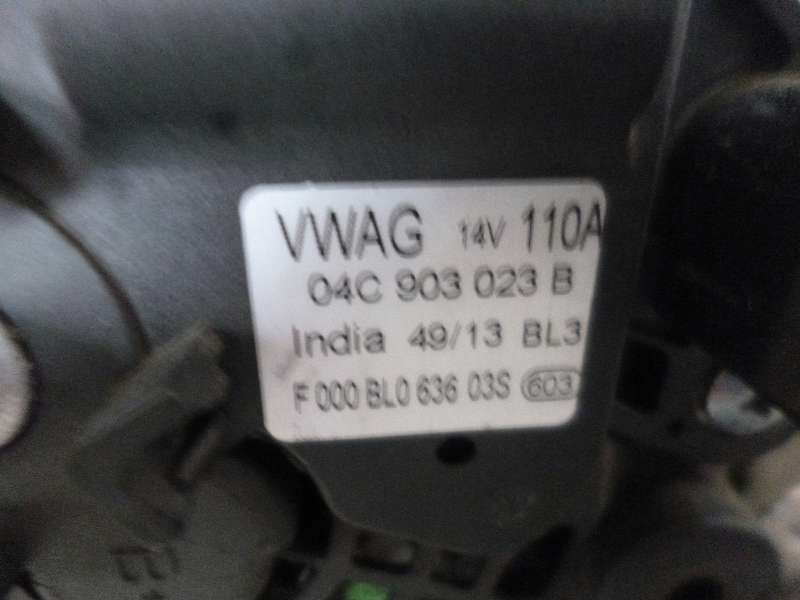 VWAG 14V 110A
04C 903 023 B
India 49/13 BL3
F 000 BL0 636 03S 603